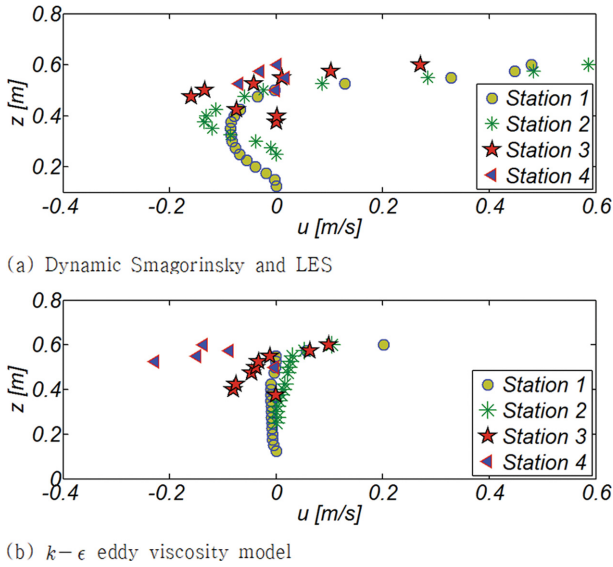 0.8
0.6
0.4
0.2
z [m]
-0.4
-0.2
0
0.2
0.4
0.6
u [m/s]
Station 1
Station 2
Station 3
Station 4
(a) Dynamic Smagorinsky and LES
0.8
0.6
0.4
0.2
0
z [m]
-0.4
-0.2
0
0.2
0.4
0.6
u [m/s]
Station 1
Station 2
Station 3
Station 4
(b) k-ϵ eddy viscosity model